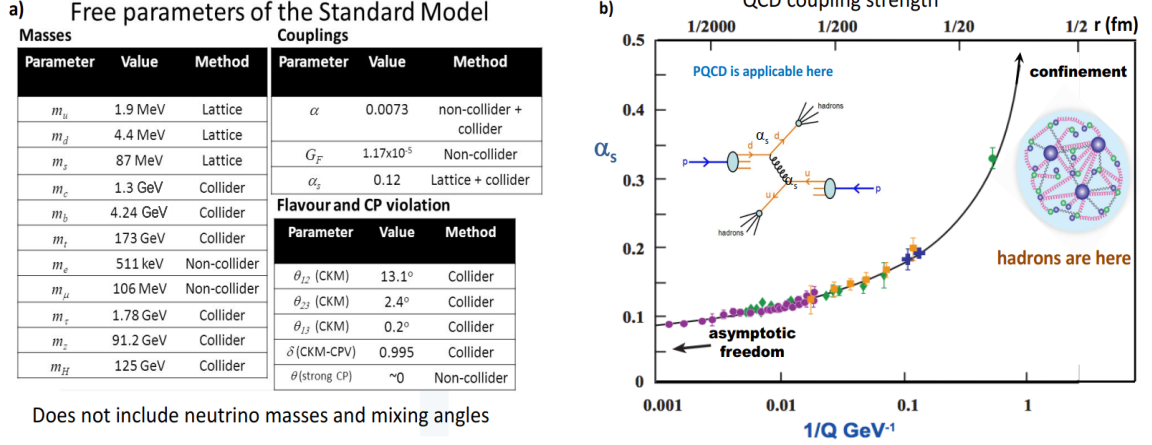 a)
Free parameters of the Standard Model
Masses
Parameter Value Method
m_u 1.9 MeV Lattice
m_d 4.4 MeV Lattice
m_s 87 MeV Lattice
m_c 1.3 GeV Collider
m_b 4.24 GeV Collider
m_t 173 GeV Collider
m_e 511 keV Non-collider
m_μ 106 MeV Non-collider
m_τ 1.78 GeV Collider
m_z 91.2 GeV Collider
m_H 125 GeV Collider
Couplings
Parameter Value Method
α 0.0073 non-collider +
collider
G_F 1.17x10⁻⁵ Non-collider
α_s 0.12 Lattice + collider
Flavour and CP violation
Parameter Value Method
θ₁₂ (CKM) 13.1° Collider
θ₂₃ (CKM) 2.4° Collider
θ₁₃ (CKM) 0.2° Collider
δ (CKM-CPV) 0.995 Collider
θ (strong CP) ~0 Non-collider
Does not include neutrino masses and mixing angles
b)
QCD coupling strength
1/2000 1/200 1/20 1/2 r (fm)
0.5
0.4
0.3
0.2
0.1
0
α_s
PQCD is applicable here
confinement
hadrons
α_s
d
d
p
α_s
u
u
p
hadrons
hadrons are here
asymptotic
freedom
0.001 0.01 0.1 1
1/Q GeV⁻¹